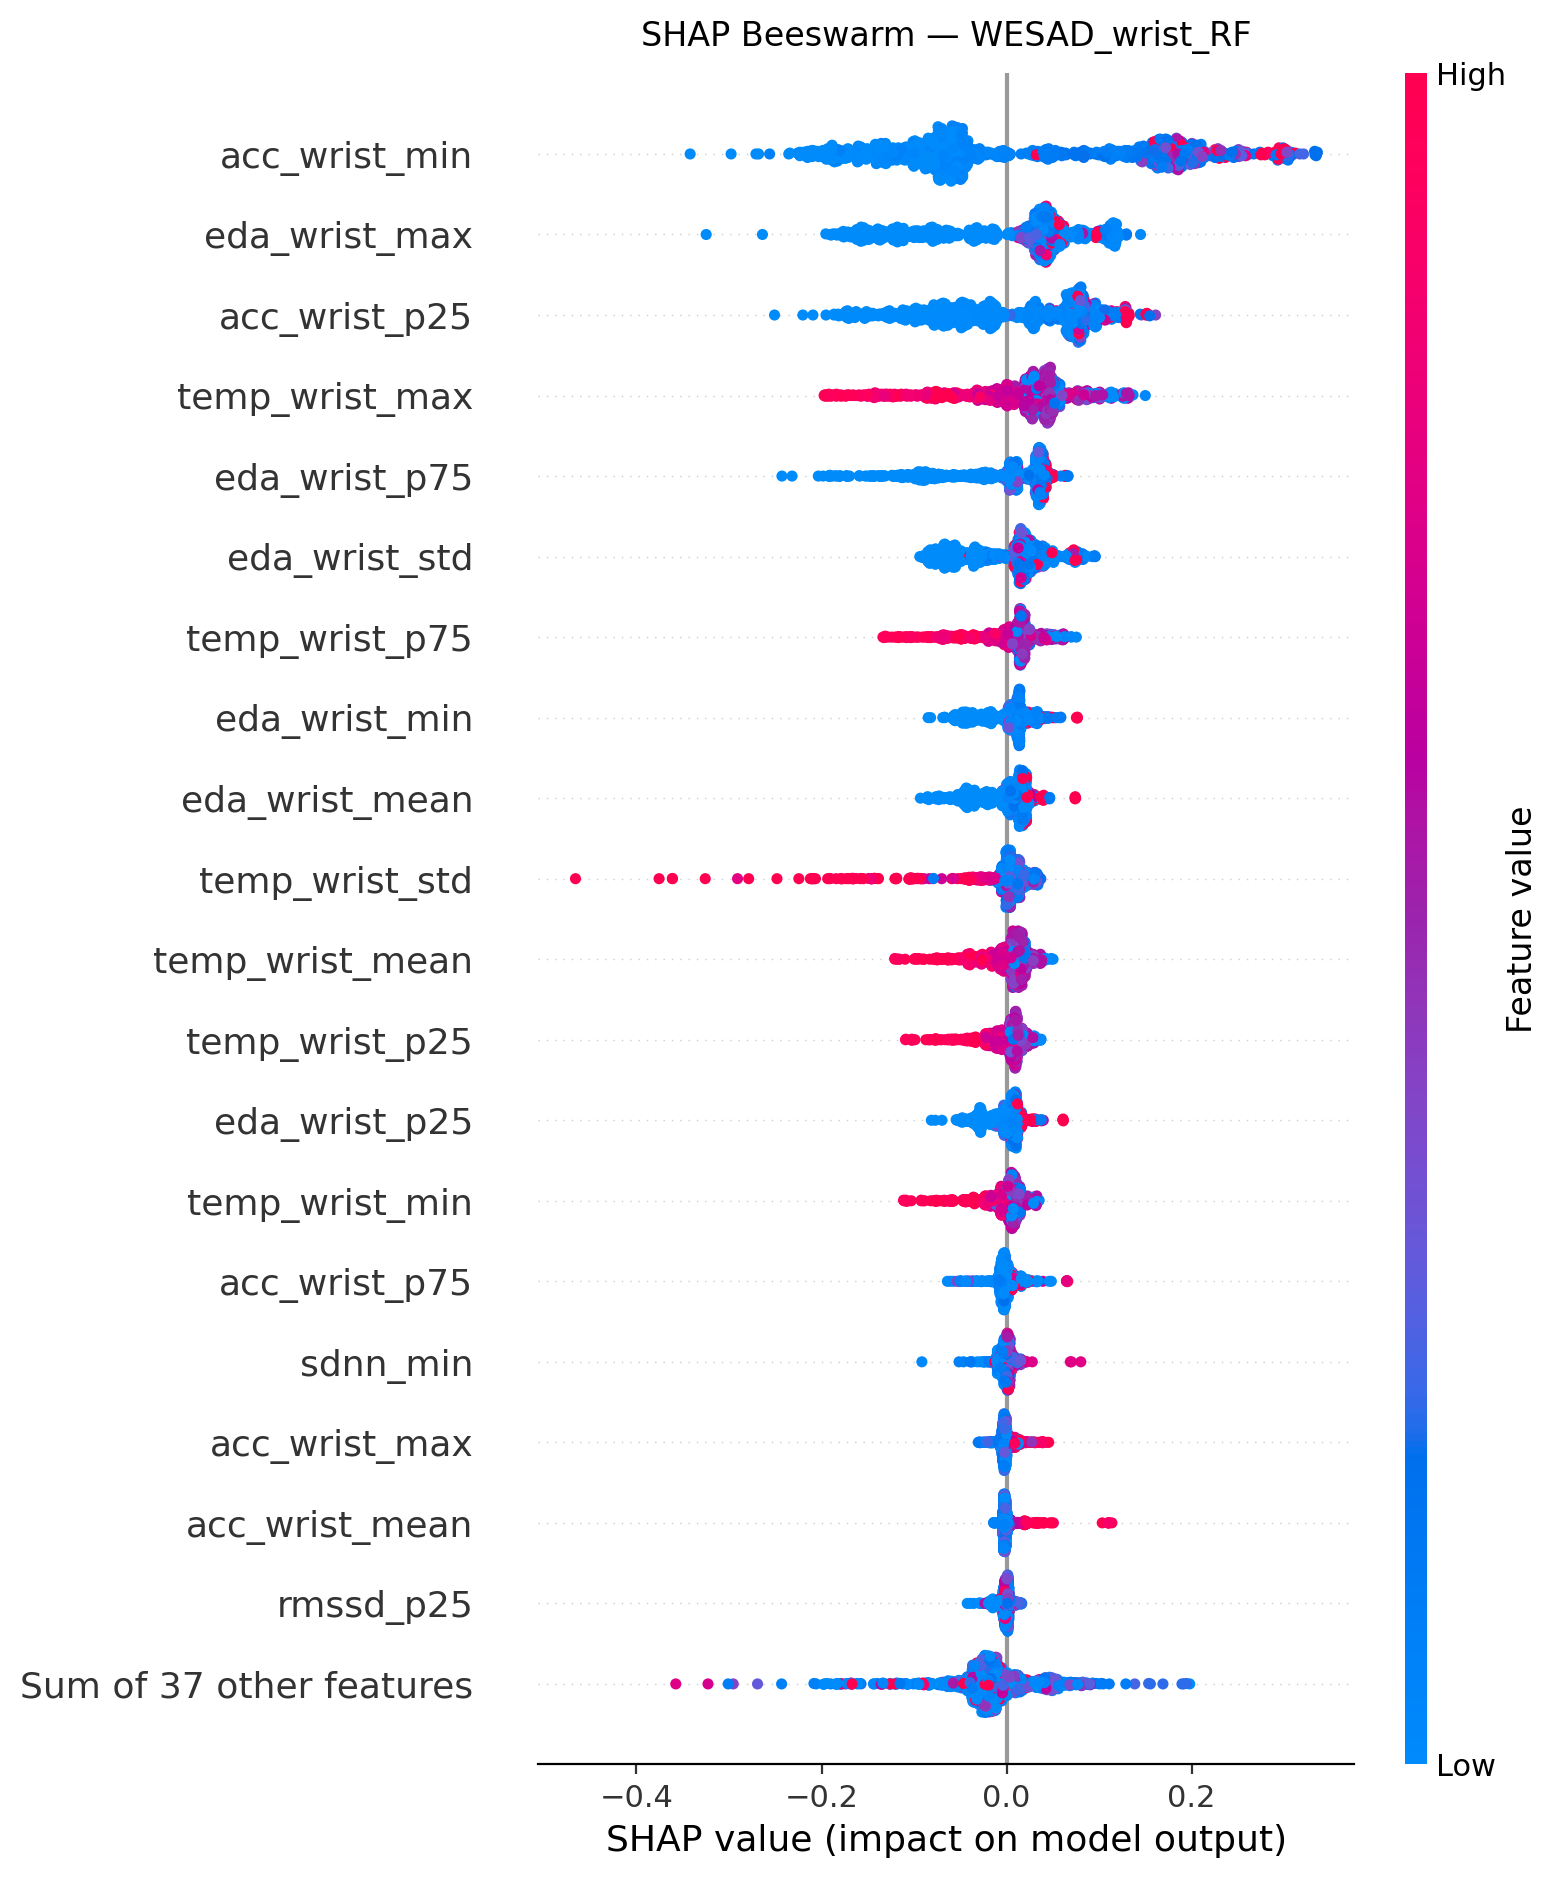 SHAP Beeswarm — WESAD_wrist_RF
High
acc_wrist_min
eda_wrist_max
acc_wrist_p25
temp_wrist_max
eda_wrist_p75
eda_wrist_std
temp_wrist_p75
eda_wrist_min
eda_wrist_mean
temp_wrist_std
temp_wrist_mean
temp_wrist_p25
eda_wrist_p25
temp_wrist_min
acc_wrist_p75
sdnn_min
acc_wrist_max
acc_wrist_mean
rmssd_p25
Sum of 37 other features
Feature value
Low
−0.4 −0.2 0.0 0.2
SHAP value (impact on model output)